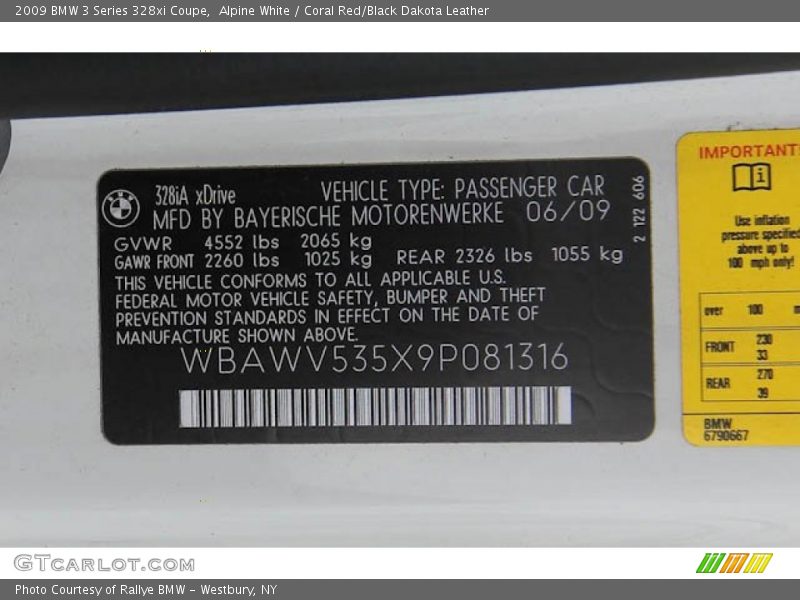 2009 BMW 3 Series 328xi Coupe,  Alpine White / Coral Red/Black Dakota Leather
328iA xDrive VEHICLE TYPE: PASSENGER CAR
MFD BY BAYERISCHE MOTORENWERKE 06/09
GVWR 4552 lbs 2065 kg
GAWR FRONT 2260 lbs 1025 kg REAR 2326 lbs 1055 kg
THIS VEHICLE CONFORMS TO ALL APPLICABLE U.S.
FEDERAL MOTOR VEHICLE SAFETY, BUMPER AND THEFT
PREVENTION STANDARDS IN EFFECT ON THE DATE OF
MANUFACTURE SHOWN ABOVE.
WBAWV535X9P081316
2 122 606
IMPORTANT:
Use inflation
pressure specified
above up to
100 mph only!
over 100
FRONT 230
33
REAR 270
39
BMW
6790667
GTCARLOT.COM
Photo Courtesy of Rallye BMW - Westbury, NY